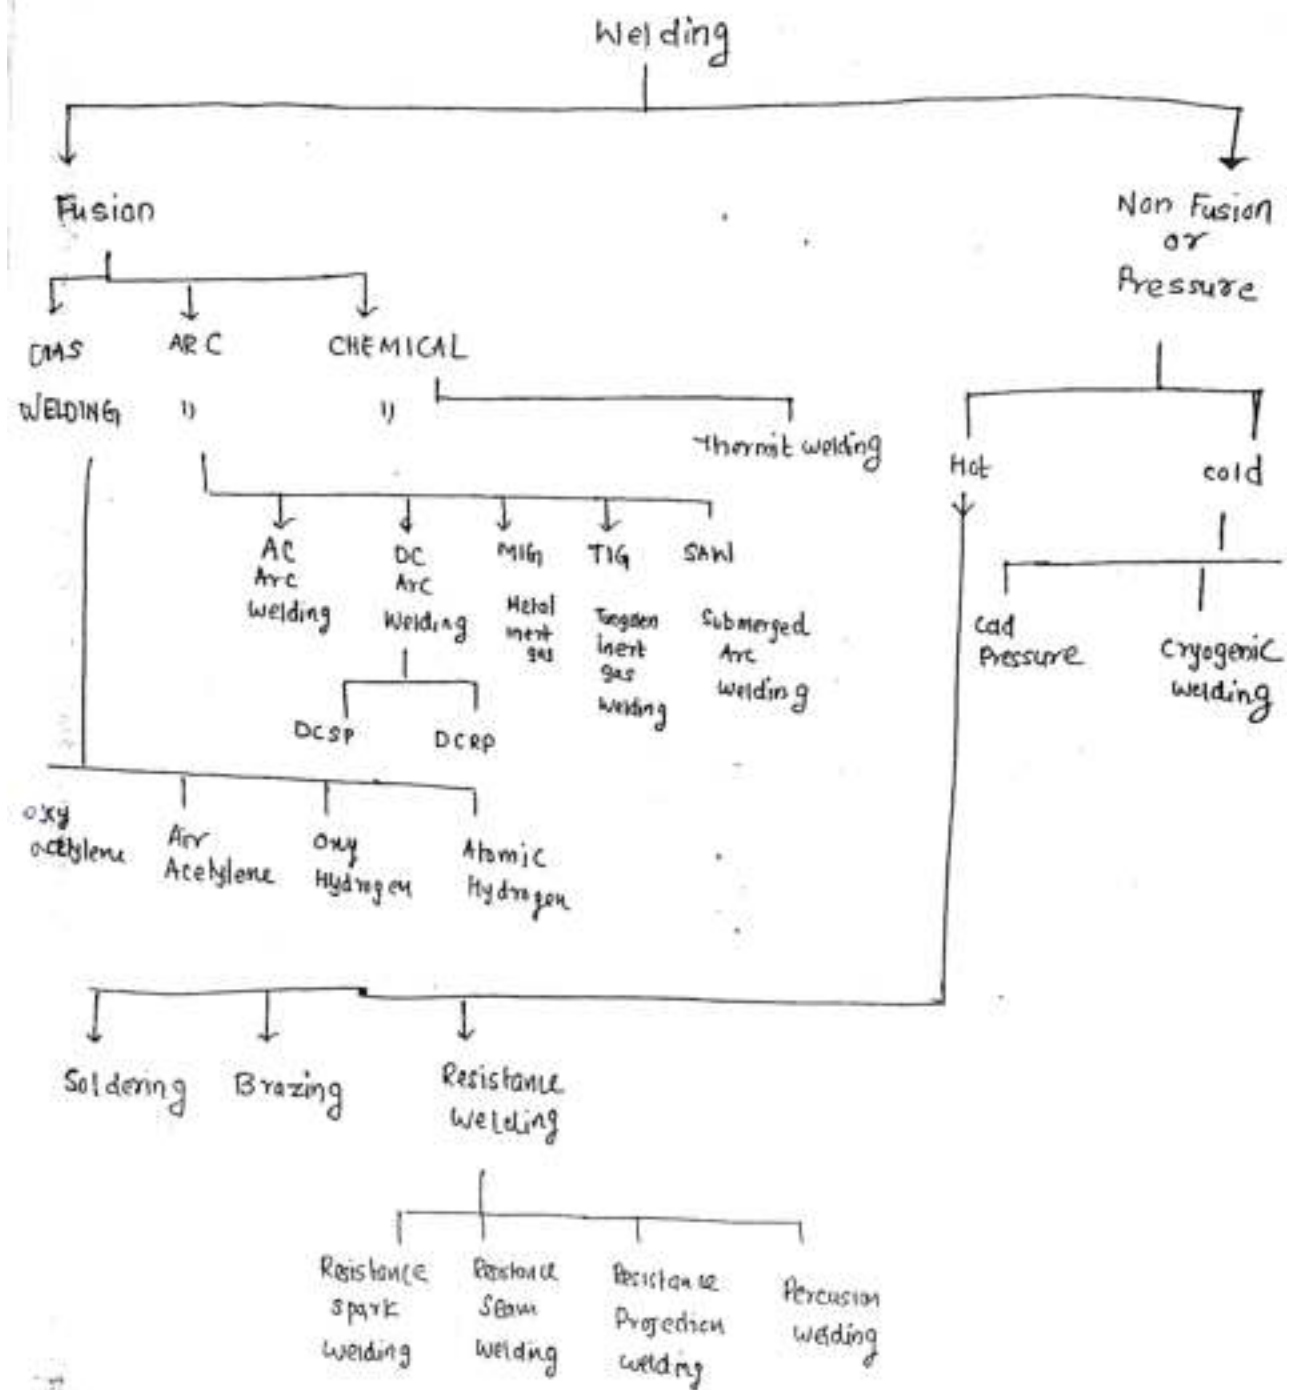 Welding
Fusion
Non Fusion
or
Pressure
GAS
WELDING
ARC
")
CHEMICAL
")
Thermit welding
Hot
cold
AC
Arc
Welding
DC
Arc
Welding
MIG
Metal
inert
gas
TIG
Tungsten
inert
gas
Welding
SAW
Submerged
Arc
Welding
DCSP
DCRP
Pressure
Cryogenic
Welding
Oxy
acetylene
Air
Acetylene
Oxy
Hydrogen
Atomic
Hydrogen
Soldering
Brazing
Resistance
Welding
Resistance
Spark
Welding
Resistance
Seam
Welding
Resistance
Projection
Welding
Percusion
Welding